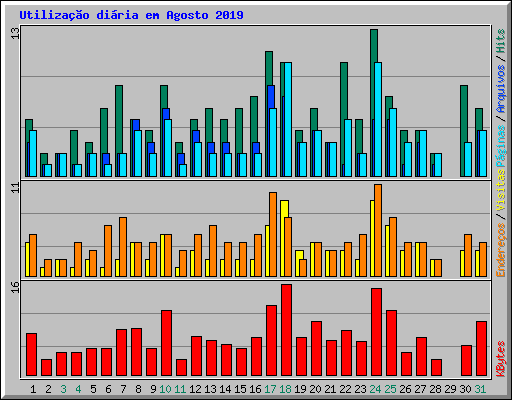 Utilização diária em Agosto 2019
13
11
16
Endereços / Visitas Páginas / Arquivos / Hits
KBytes
1 2 3 4 5 6 7 8 9 10 11 12 13 14 15 16 17 18 19 20 21 22 23 24 25 26 27 28 29 30 31